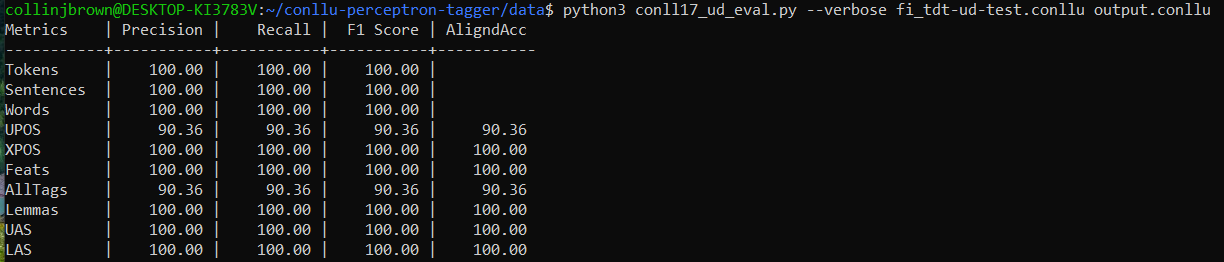 collinjbrown@DESKTOP-KI3783V:~/conllu-perceptron-tagger/data$ python3 conll17_ud_eval.py --verbose fi_tdt-ud-test.conllu output.conllu
Metrics    | Precision |    Recall |  F1 Score | AligndAcc
-----------+-----------+-----------+-----------+-----------
Tokens     |    100.00 |    100.00 |    100.00 |
Sentences  |    100.00 |    100.00 |    100.00 |
Words      |    100.00 |    100.00 |    100.00 |
UPOS       |     90.36 |     90.36 |     90.36 |     90.36
XPOS       |    100.00 |    100.00 |    100.00 |    100.00
Feats      |    100.00 |    100.00 |    100.00 |    100.00
AllTags    |     90.36 |     90.36 |     90.36 |     90.36
Lemmas     |    100.00 |    100.00 |    100.00 |    100.00
UAS        |    100.00 |    100.00 |    100.00 |    100.00
LAS        |    100.00 |    100.00 |    100.00 |    100.00